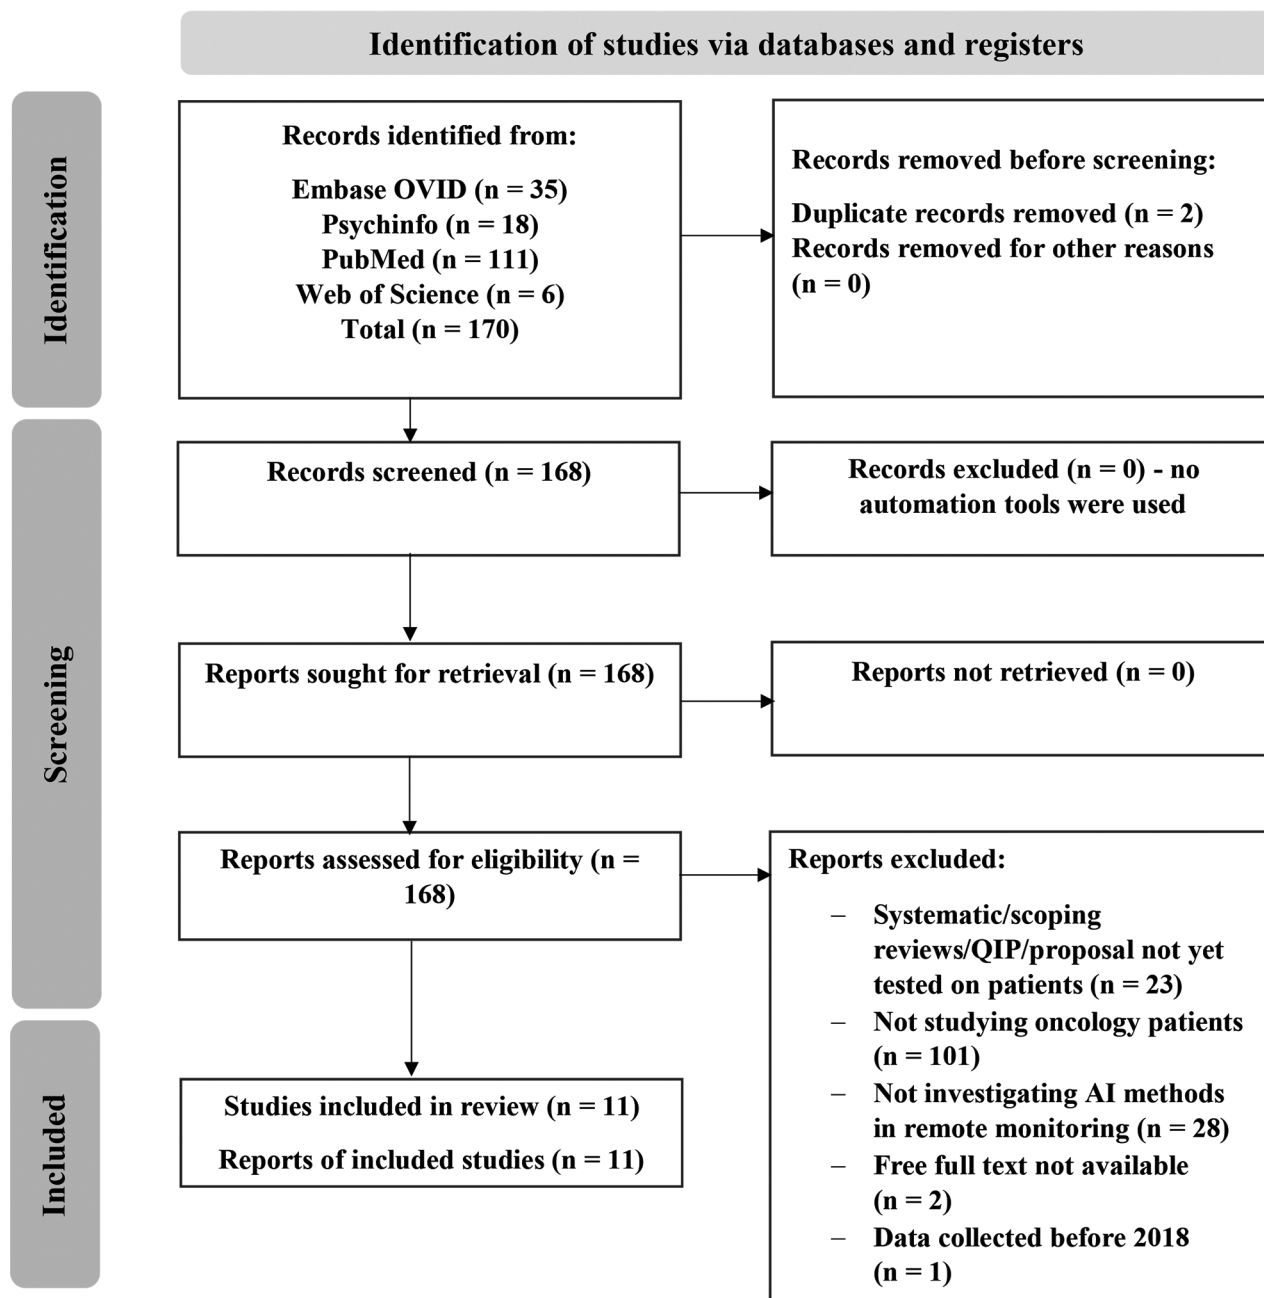 Identification of studies via databases and registers
Identification
Records identified from:
Embase OVID (n = 35)
Psychinfo (n = 18)
PubMed (n = 111)
Web of Science (n = 6)
Total (n = 170)
Records removed before screening:
Duplicate records removed (n = 2)
Records removed for other reasons
(n = 0)
Screening
Records screened (n = 168)
Records excluded (n = 0) - no
automation tools were used
Reports sought for retrieval (n = 168)
Reports not retrieved (n = 0)
Reports assessed for eligibility (n =
168)
Reports excluded:
– Systematic/scoping
reviews/QIP/proposal not yet
tested on patients (n = 23)
– Not studying oncology patients
(n = 101)
– Not investigating AI methods
in remote monitoring (n = 28)
– Free full text not available
(n = 2)
– Data collected before 2018
(n = 1)
Included
Studies included in review (n = 11)
Reports of included studies (n = 11)